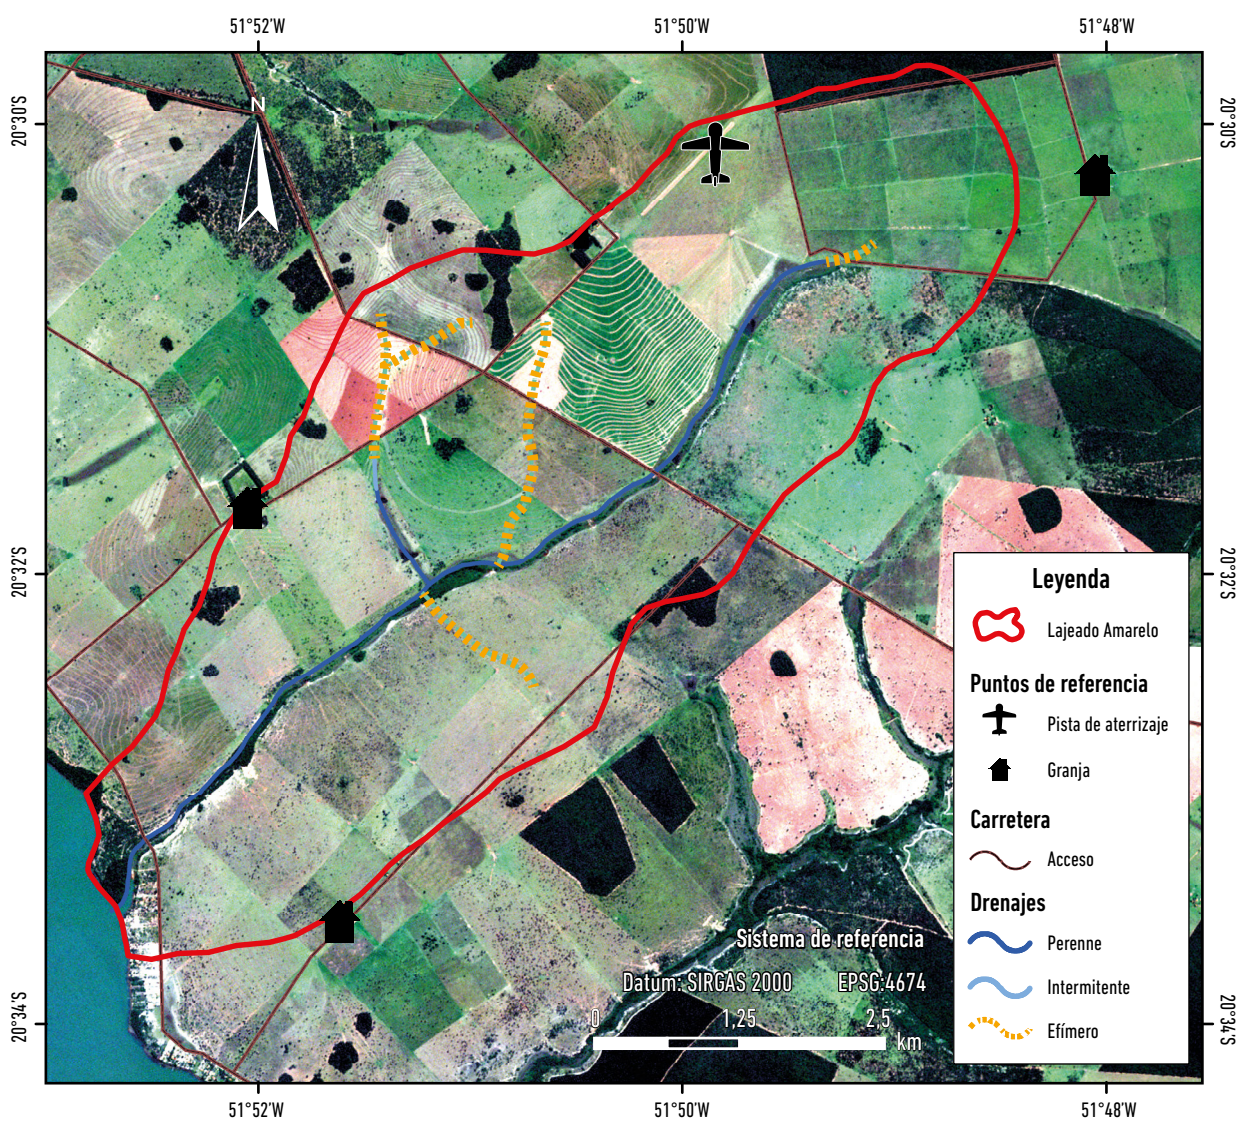 51°52'W
51°50'W
51°48'W
20°30'S
20°30'S
N
20°32'S
20°32'S
Leyenda
Lajeado Amarelo
Puntos de referencia
Pista de aterrizaje
Granja
Carretera
Acceso
Drenajes
Perenne
Intermitente
Efímero
Sistema de referencia
Datum: SIRGAS 2000 EPSG:4674
0 1,25 2,5
km
20°34'S
20°34'S
51°52'W
51°50'W
51°48'W